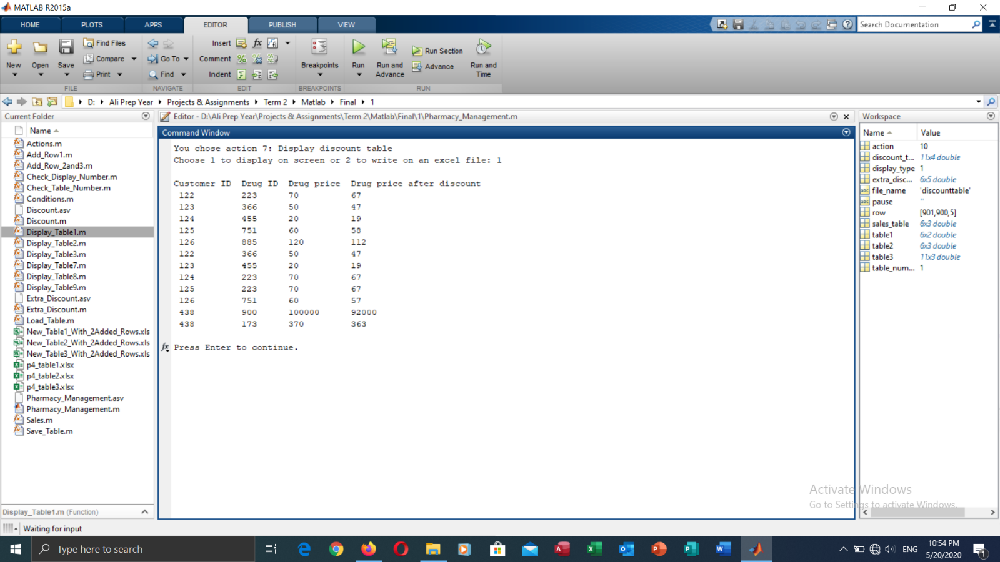 MATLAB R2015a
HOME PLOTS APPS EDITOR PUBLISH VIEW
Search Documentation
New Open Save
Find Files
Compare
Print
FILE
Go To
Find
NAVIGATE
Insert
Comment
Indent
EDIT
Breakpoints
BREAKPOINTS
Run
Run and Advance
Run Section
Advance
Run and Time
RUN
D: Ali Prep Year Projects & Assignments Term 2 Matlab Final 1
Current Folder
Name
Actions.m
Add_Row1.m
Add_Row_2and3.m
Check_Display_Number.m
Check_Table_Number.m
Conditions.m
Discount.asv
Discount.m
Display_Table1.m
Display_Table2.m
Display_Table3.m
Display_Table7.m
Display_Table8.m
Display_Table9.m
Extra_Discount.asv
Extra_Discount.m
Load_Table.m
New_Table1_With_2Added_Rows.xls
New_Table2_With_2Added_Rows.xls
New_Table3_With_2Added_Rows.xls
p4_table1.xlsx
p4_table2.xlsx
p4_table3.xlsx
Pharmacy_Management.asv
Pharmacy_Management.m
Sales.m
Save_Table.m
Display_Table1.m (Function)
Editor - D:\Ali Prep Year\Projects & Assignments\Term 2\Matlab\Final\1\Pharmacy_Management.m
Command Window
You chose action 7: Display discount table
Choose 1 to display on screen or 2 to write on an excel file: 1
Customer ID Drug ID Drug price Drug price after discount
122 223 70 67
123 366 50 47
124 455 20 19
125 751 60 58
126 885 120 112
122 366 50 47
123 455 20 19
124 223 70 67
125 223 70 67
126 751 60 57
438 900 100000 92000
438 173 370 363
fx Press Enter to continue.
Workspace
Name Value
action 10
discount_t... 11x4 double
display_type 1
extra_disc... 6x5 double
file_name 'discounttable'
pause ''
row [901,900,5]
sales_table 6x3 double
table1 6x2 double
table2 6x3 double
table3 11x3 double
table_num... 1
Activate Windows
Go to Settings to activate Windows.
Waiting for input
Type here to search
ENG
10:54 PM
5/20/2020
1